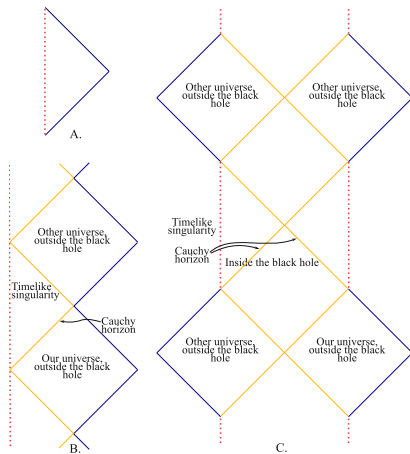 A.
Other universe,
outside the black
hole
Timelike
singularity
Cauchy
horizon
Our universe,
outside the black
hole
B.
Other universe,
outside the black
hole
Other universe,
outside the black
hole
Timelike
singularity
Cauchy
horizon
Inside the black hole
Other universe,
outside the black
hole
Our universe,
outside the black
hole
C.